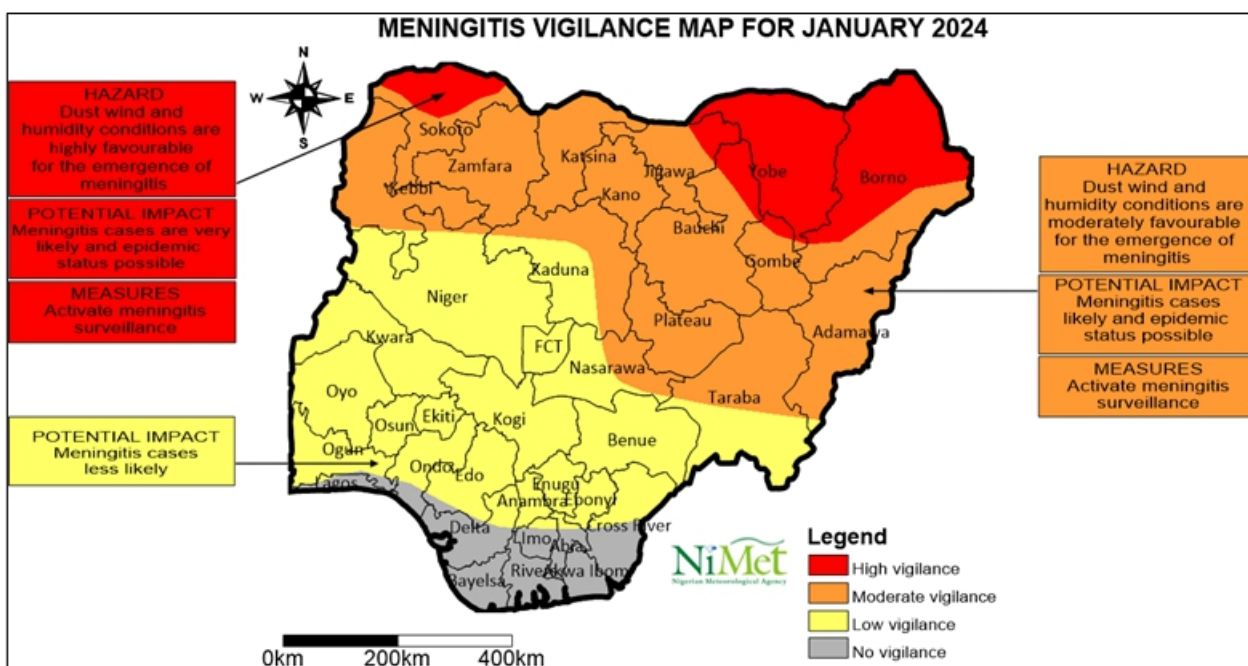 MENINGITIS VIGILANCE MAP FOR JANUARY 2024
N
W E
S
HAZARD
Dust wind and
humidity conditions are
highly favourable
for the emergence of
meningitis
POTENTIAL IMPACT
Meningitis cases are very
likely and epidemic
status possible
MEASURES
Activate meningitis
surveillance
POTENTIAL IMPACT
Meningitis cases
less likely
Sokoto
Zamfara
Katsina
Kebbi
Kano
Jigawa
Yobe
Borno
Bauchi
Gombe
Kaduna
Niger
Plateau
Adamawa
Kwara
FCT
Nasarawa
Taraba
Oyo
Osun
Ekiti
Kogi
Benue
Ogun
Ondo
Edo
Enugu
Anambra
Ebonyi
Lagos
Delta
Imo
Abia
Cross River
Bayelsa
Rivers
Akwa Ibom
HAZARD
Dust wind and
humidity conditions are
moderately favourable
for the emergence of
meningitis
POTENTIAL IMPACT
Meningitis cases
likely and epidemic
status possible
MEASURES
Activate meningitis
surveillance
NiMet
Nigerian Meteorological Agency
Legend
High vigilance
Moderate vigilance
Low vigilance
No vigilance
0km 200km 400km